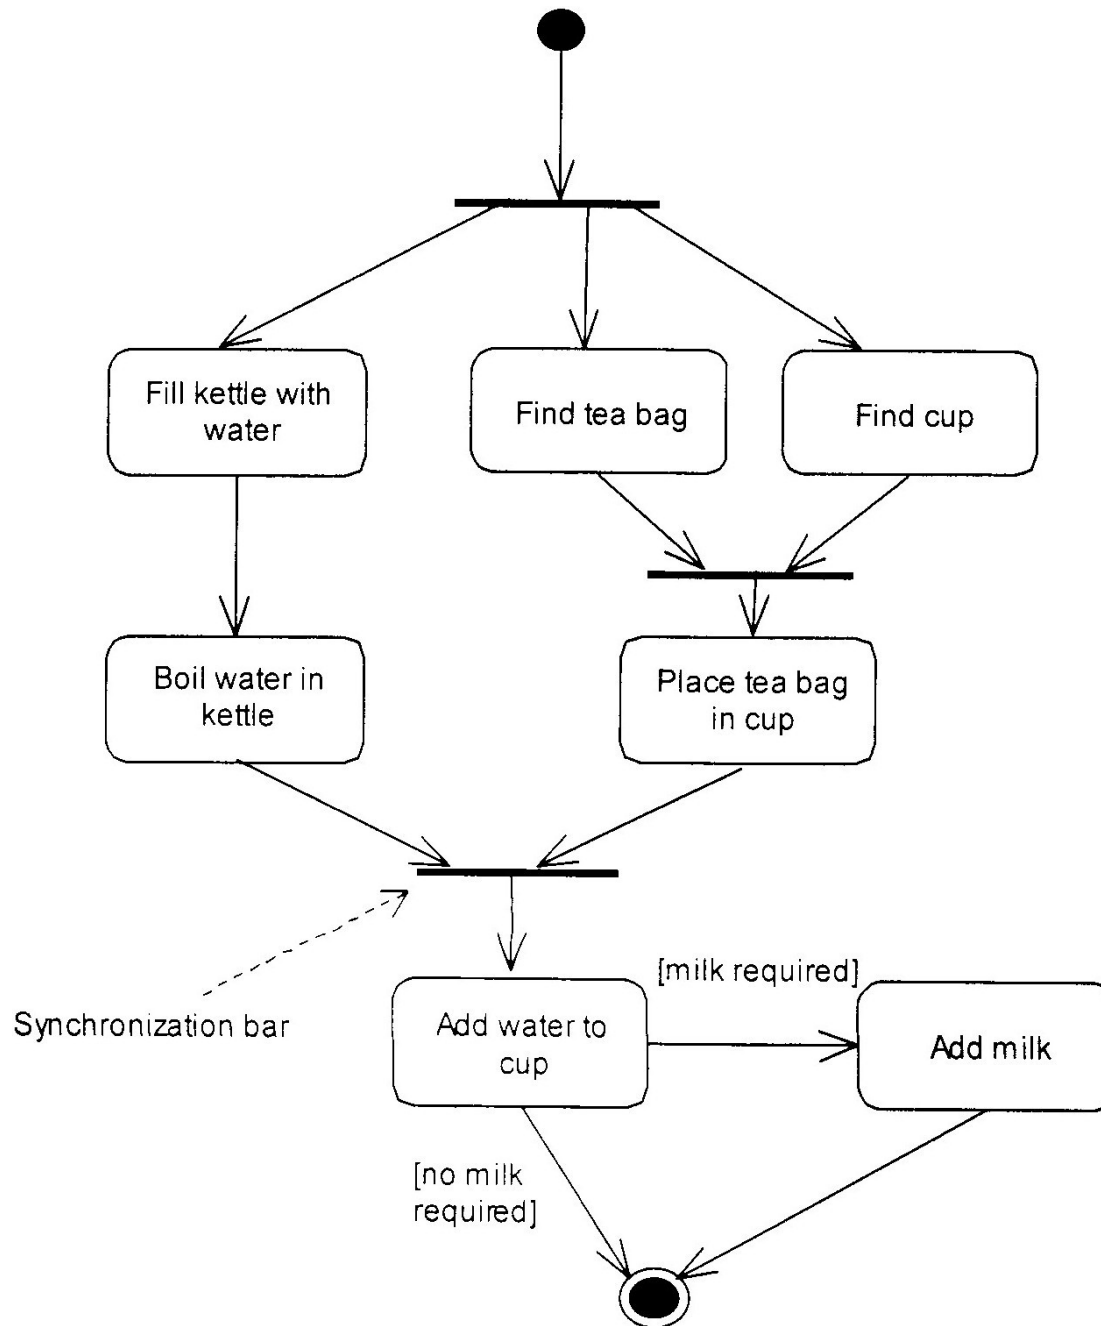 Fill kettle with
water
Find tea bag
Find cup
Boil water in
kettle
Place tea bag
in cup
[milk required]
Synchronization bar
Add water to
cup
Add milk
[no milk
required]